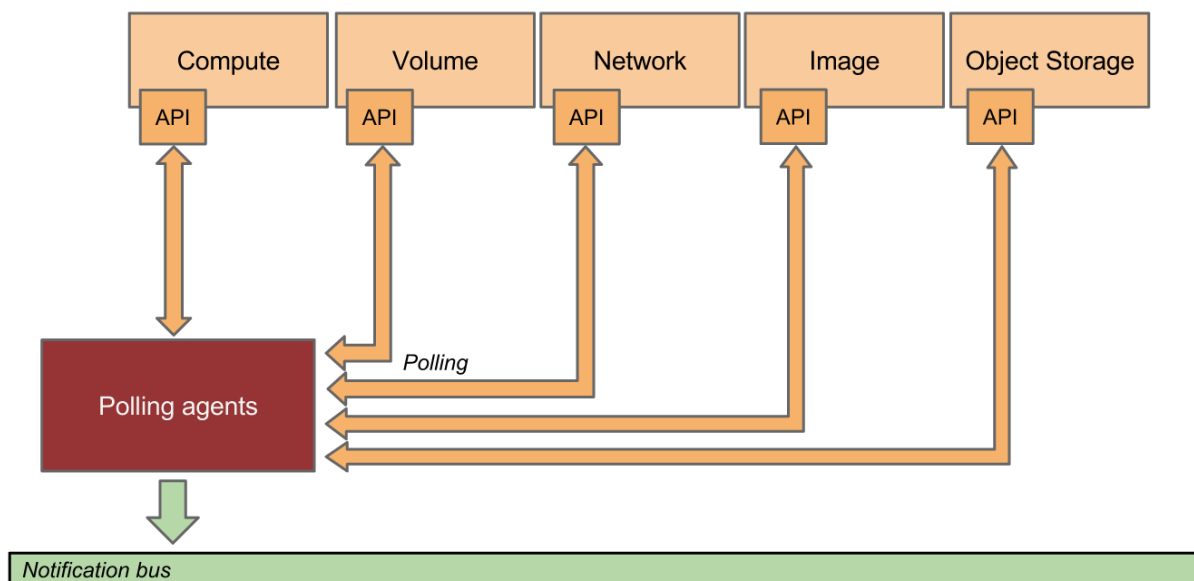 Compute
Volume
Network
Image
Object Storage
API
API
API
API
API
Polling
Polling agents
Notification bus